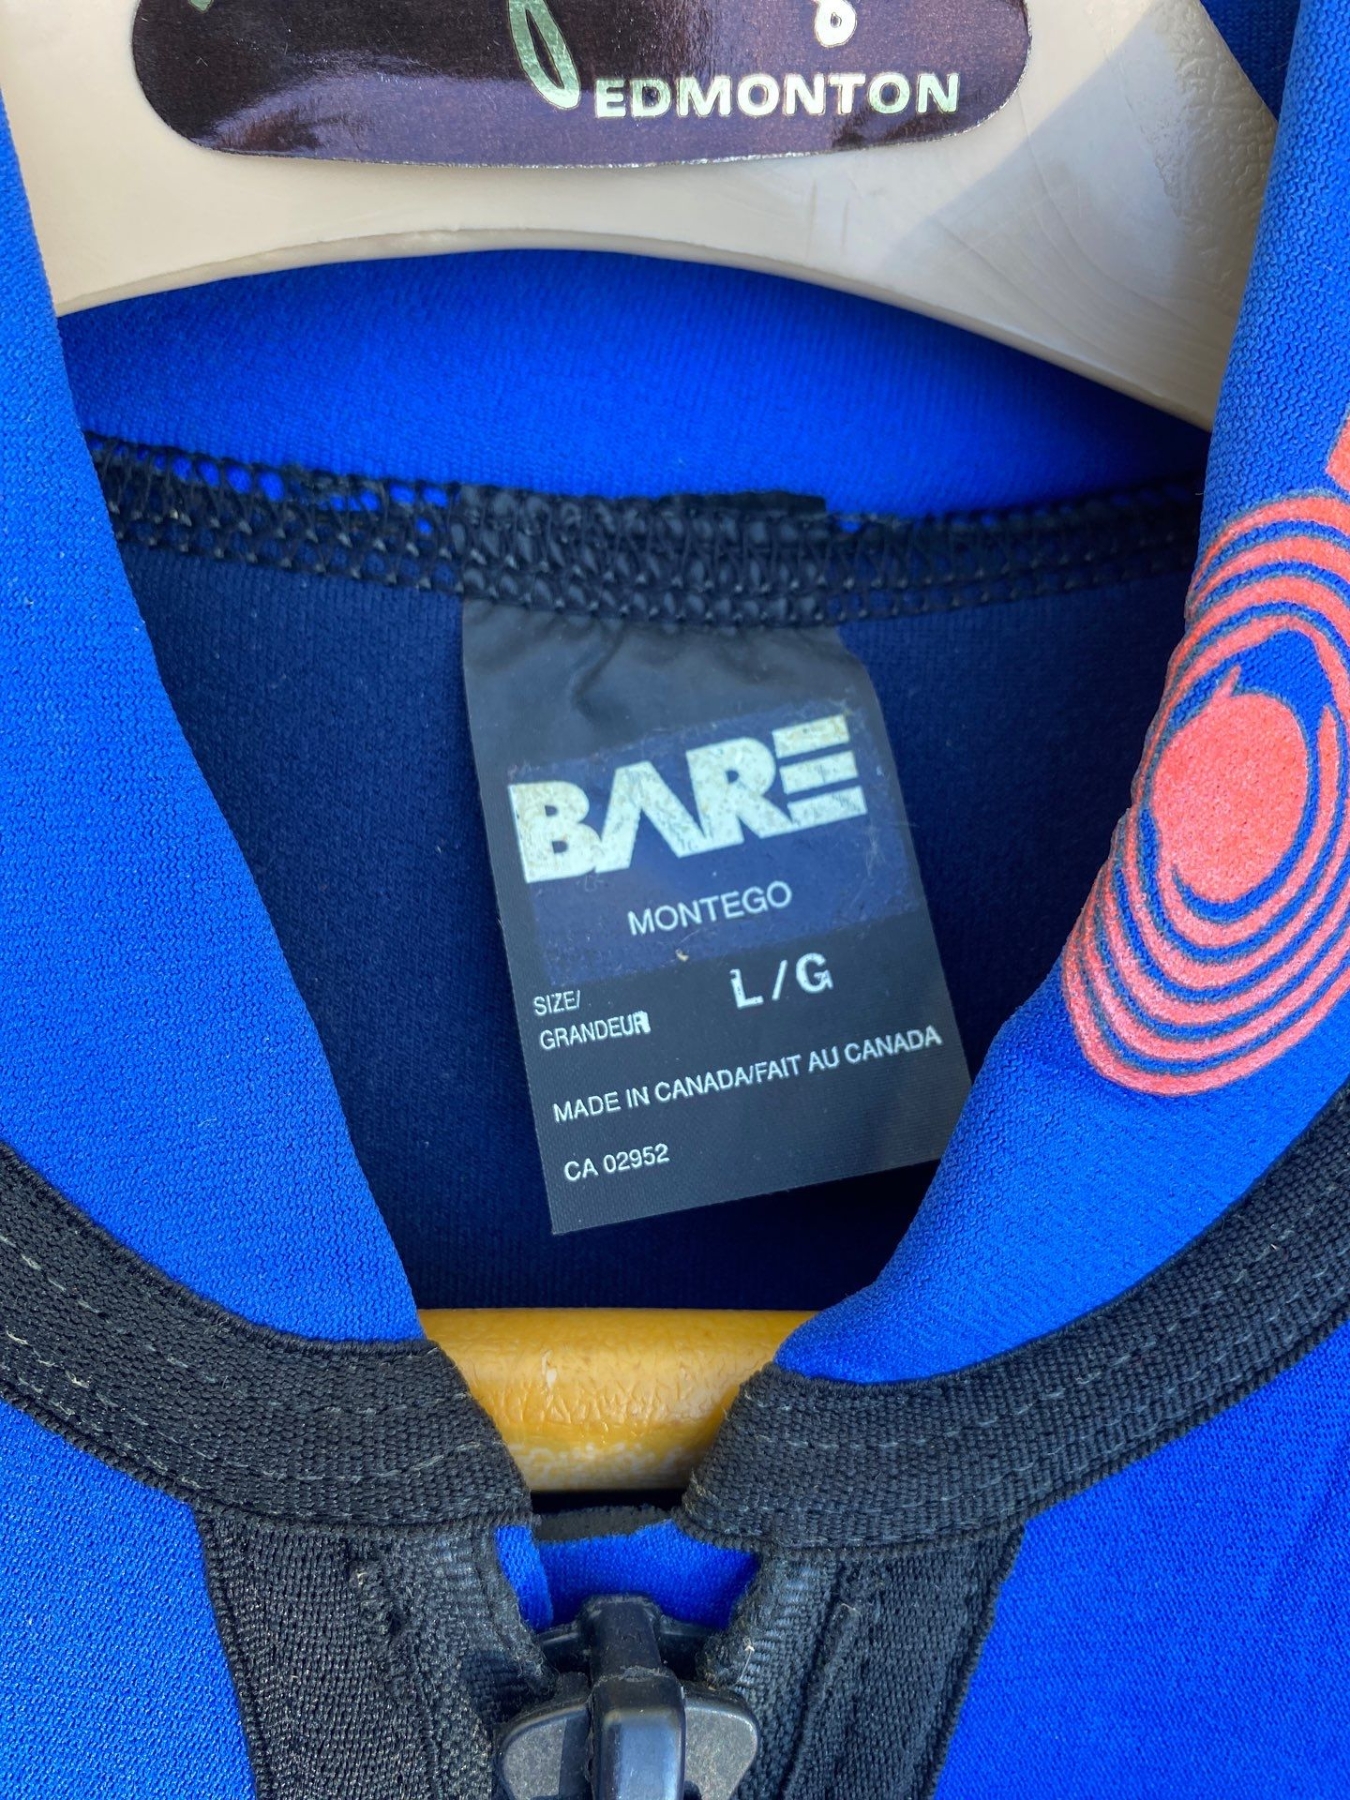 EDMONTON
BARE
MONTEGO
SIZE/ L/G
GRANDEUR
MADE IN CANADA/FAIT AU CANADA
CA 02952